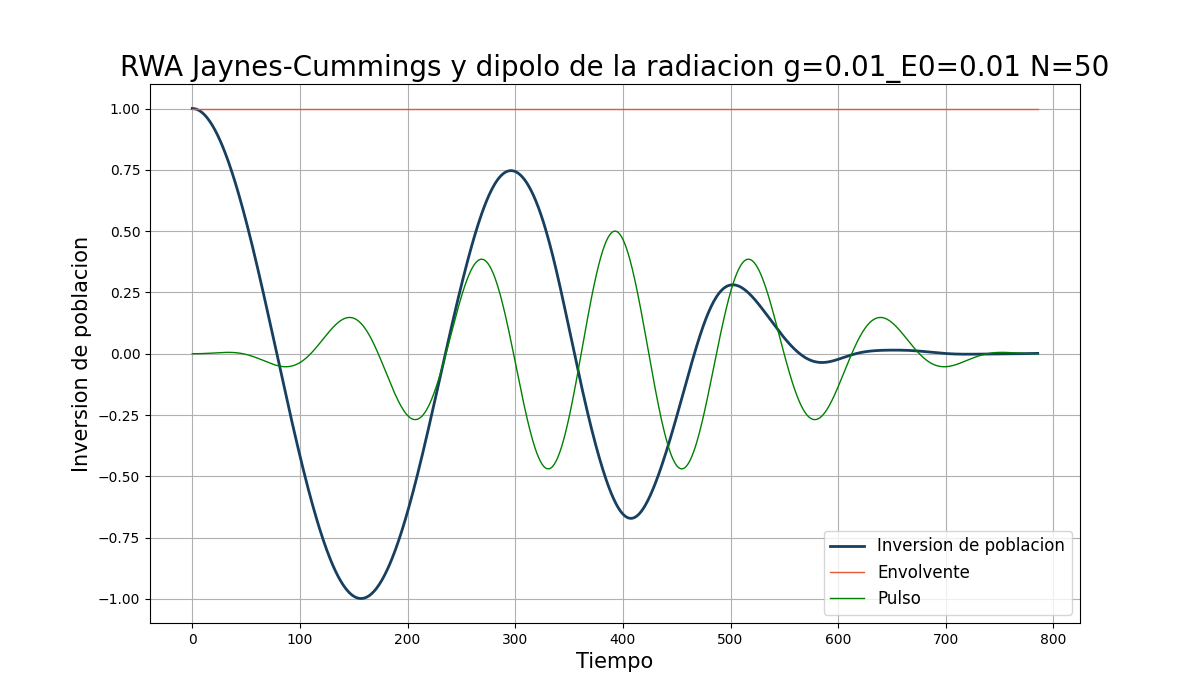 RWA Jaynes-Cummings y dipolo de la radiacion g=0.01_E0=0.01 N=50
Inversion de poblacion
1.00
0.75
0.50
0.25
0.00
−0.25
−0.50
−0.75
−1.00
Inversion de poblacion
Envolvente
Pulso
0 100 200 300 400 500 600 700 800
Tiempo